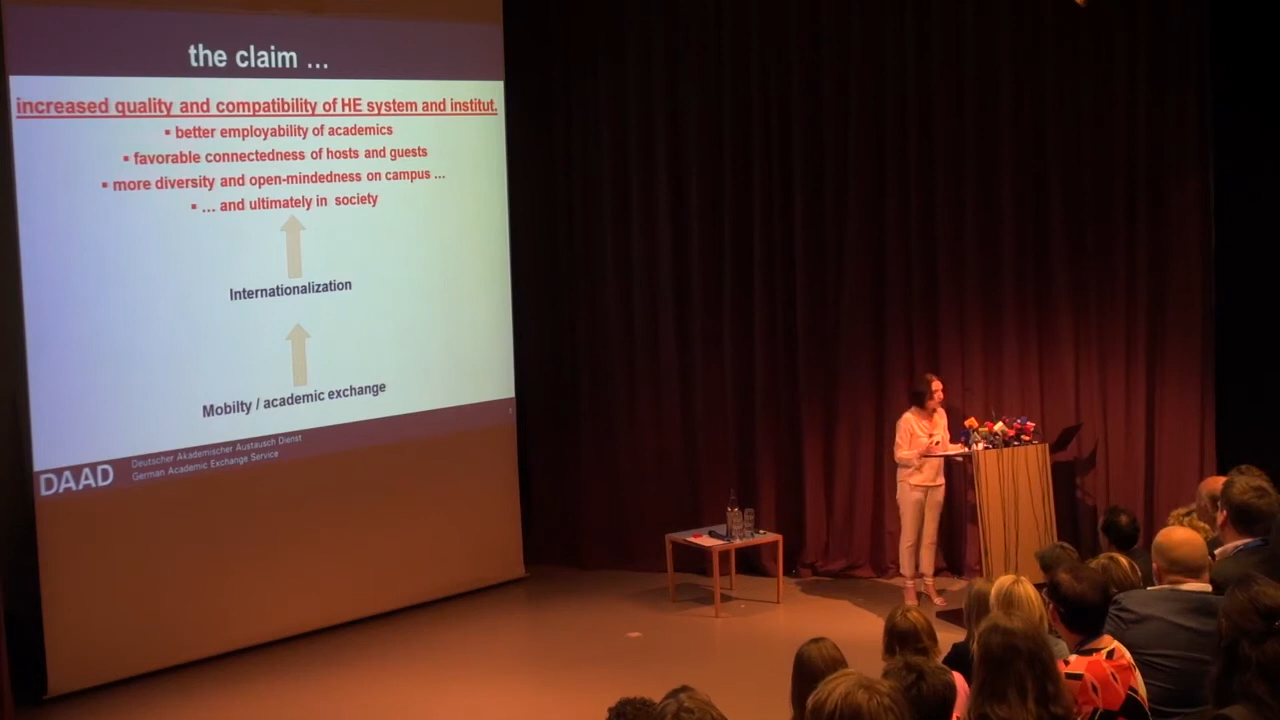 the claim ...
increased quality and compatibility of HE system and institut.
▪ better employability of academics
▪ favorable connectedness of hosts and guests
▪ more diversity and open-mindedness on campus ...
▪ ... and ultimately in society
Internationalization
Mobilty / academic exchange
DAAD
Deutscher Akademischer Austausch Dienst
German Academic Exchange Service